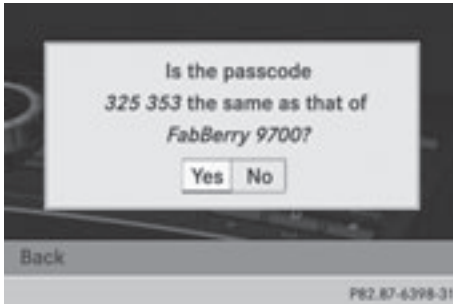 Is the passcode
325 353 the same as that of
FabBerry 9700?
Yes No
Back
P82.87-6398-31